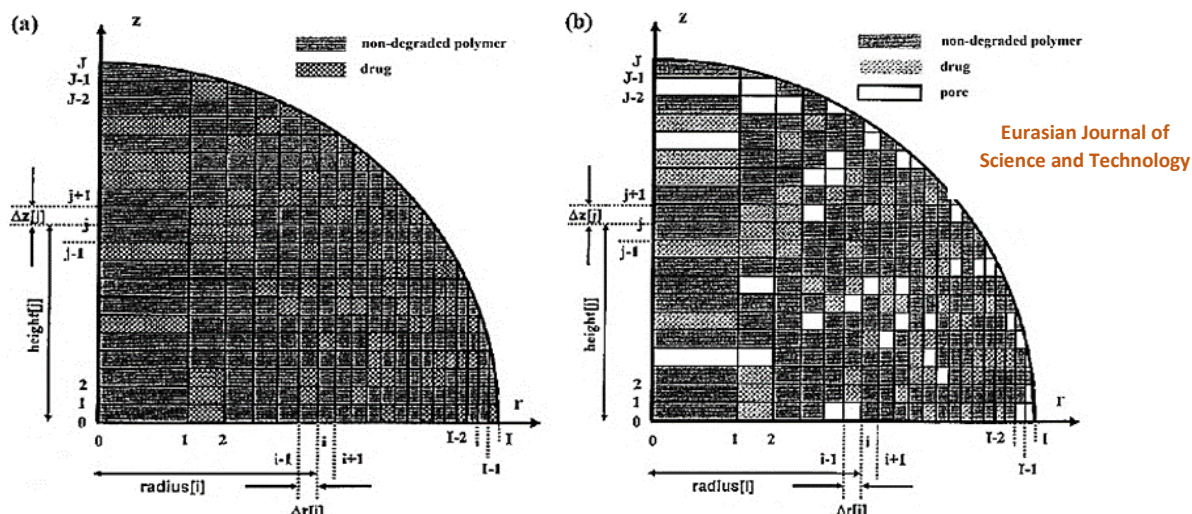 (a)
z
non-degraded polymer
drug
J
J-1
J-2
j+1
Δz[j]
j
j-1
height[j]
2
1
0
r
0
1
2
i-1
i
i+1
I-2
I-1
I
radius[i]
Δr[i]
(b)
z
non-degraded polymer
drug
pore
Eurasian Journal of
Science and Technology
J
J-1
J-2
j+1
Δz[j]
j
j-1
height[j]
2
1
0
r
0
1
2
i-1
i+1
I-2
I-1
I
radius[i]
Δr[i]